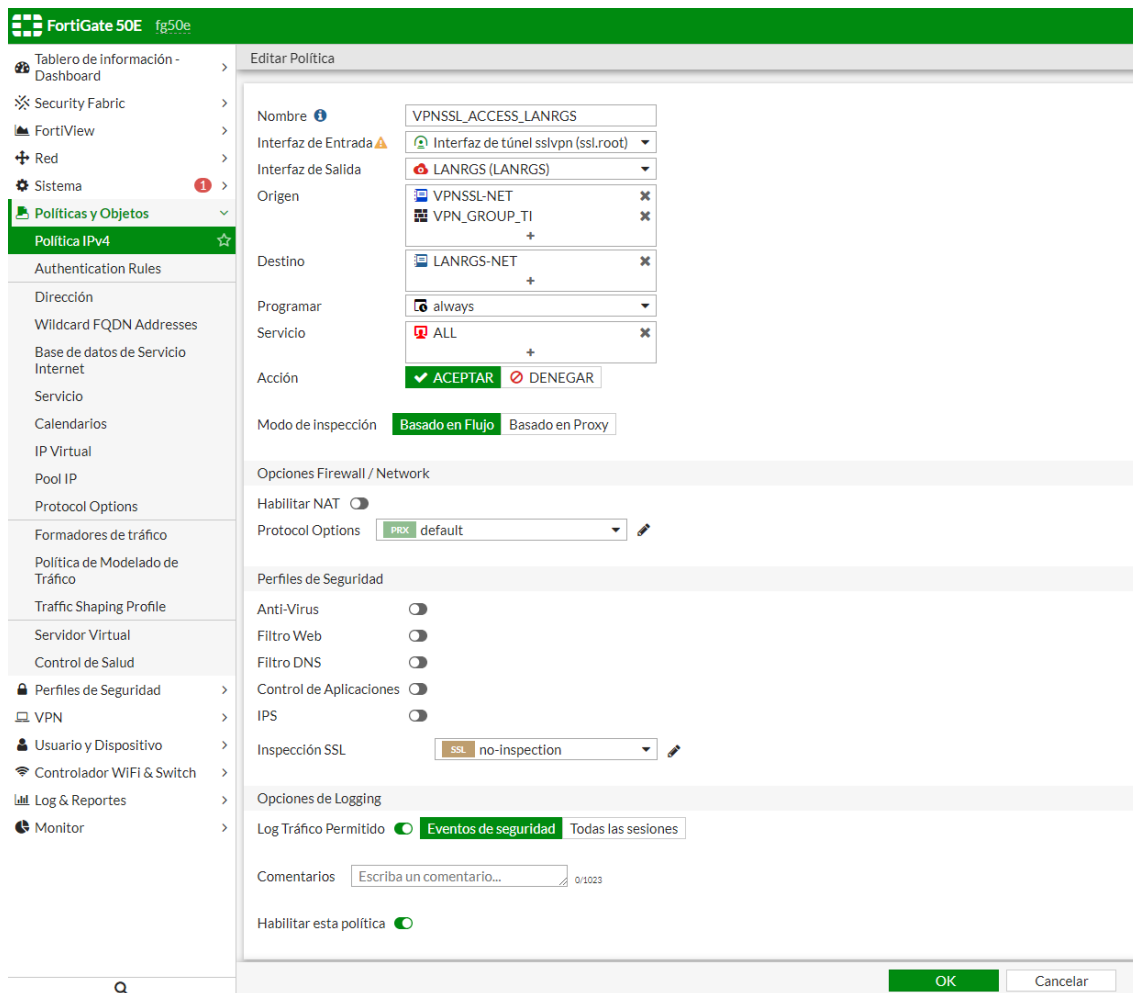 FortiGate 50E fg50e
Tablero de información -
Dashboard
Security Fabric
FortiView
Red
Sistema 1
Políticas y Objetos
Política IPv4
Authentication Rules
Dirección
Wildcard FQDN Addresses
Base de datos de Servicio
Internet
Servicio
Calendarios
IP Virtual
Pool IP
Protocol Options
Formadores de tráfico
Política de Modelado de
Tráfico
Traffic Shaping Profile
Servidor Virtual
Control de Salud
Perfiles de Seguridad
VPN
Usuario y Dispositivo
Controlador WiFi & Switch
Log & Reportes
Monitor
Editar Política
Nombre VPNSSL_ACCESS_LANRGS
Interfaz de Entrada Interfaz de túnel sslvpn (ssl.root)
Interfaz de Salida LANRGS (LANRGS)
Origen VPNSSL-NET
VPN_GROUP_TI
+
Destino LANRGS-NET
+
Programar always
Servicio ALL
+
Acción ACEPTAR DENEGAR
Modo de inspección Basado en Flujo Basado en Proxy
Opciones Firewall / Network
Habilitar NAT
Protocol Options PRX default
Perfiles de Seguridad
Anti-Virus
Filtro Web
Filtro DNS
Control de Aplicaciones
IPS
Inspección SSL SSL no-inspection
Opciones de Logging
Log Tráfico Permitido Eventos de seguridad Todas las sesiones
Comentarios Escriba un comentario... 0/1023
Habilitar esta política
OK Cancelar